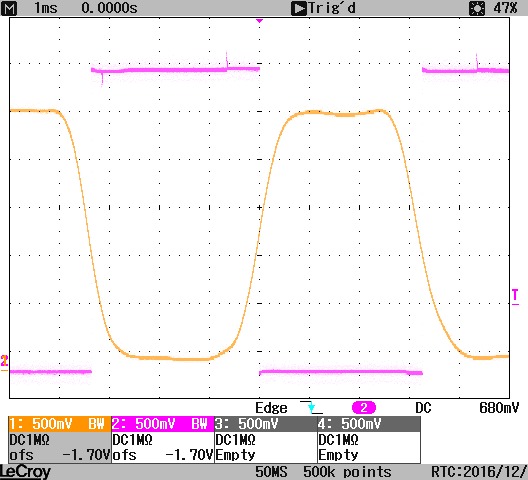 M 1ms 0.0000s Trig'd 47%
T
2
Edge 2 DC 680mV
1: 500mV BW 2: 500mV BW 3: 500mV 4: 500mV
DC1MΩ DC1MΩ DC1MΩ DC1MΩ
ofs -1.70V ofs -1.70V Empty Empty
LeCroy 50MS 500k points RTC:2016/12/